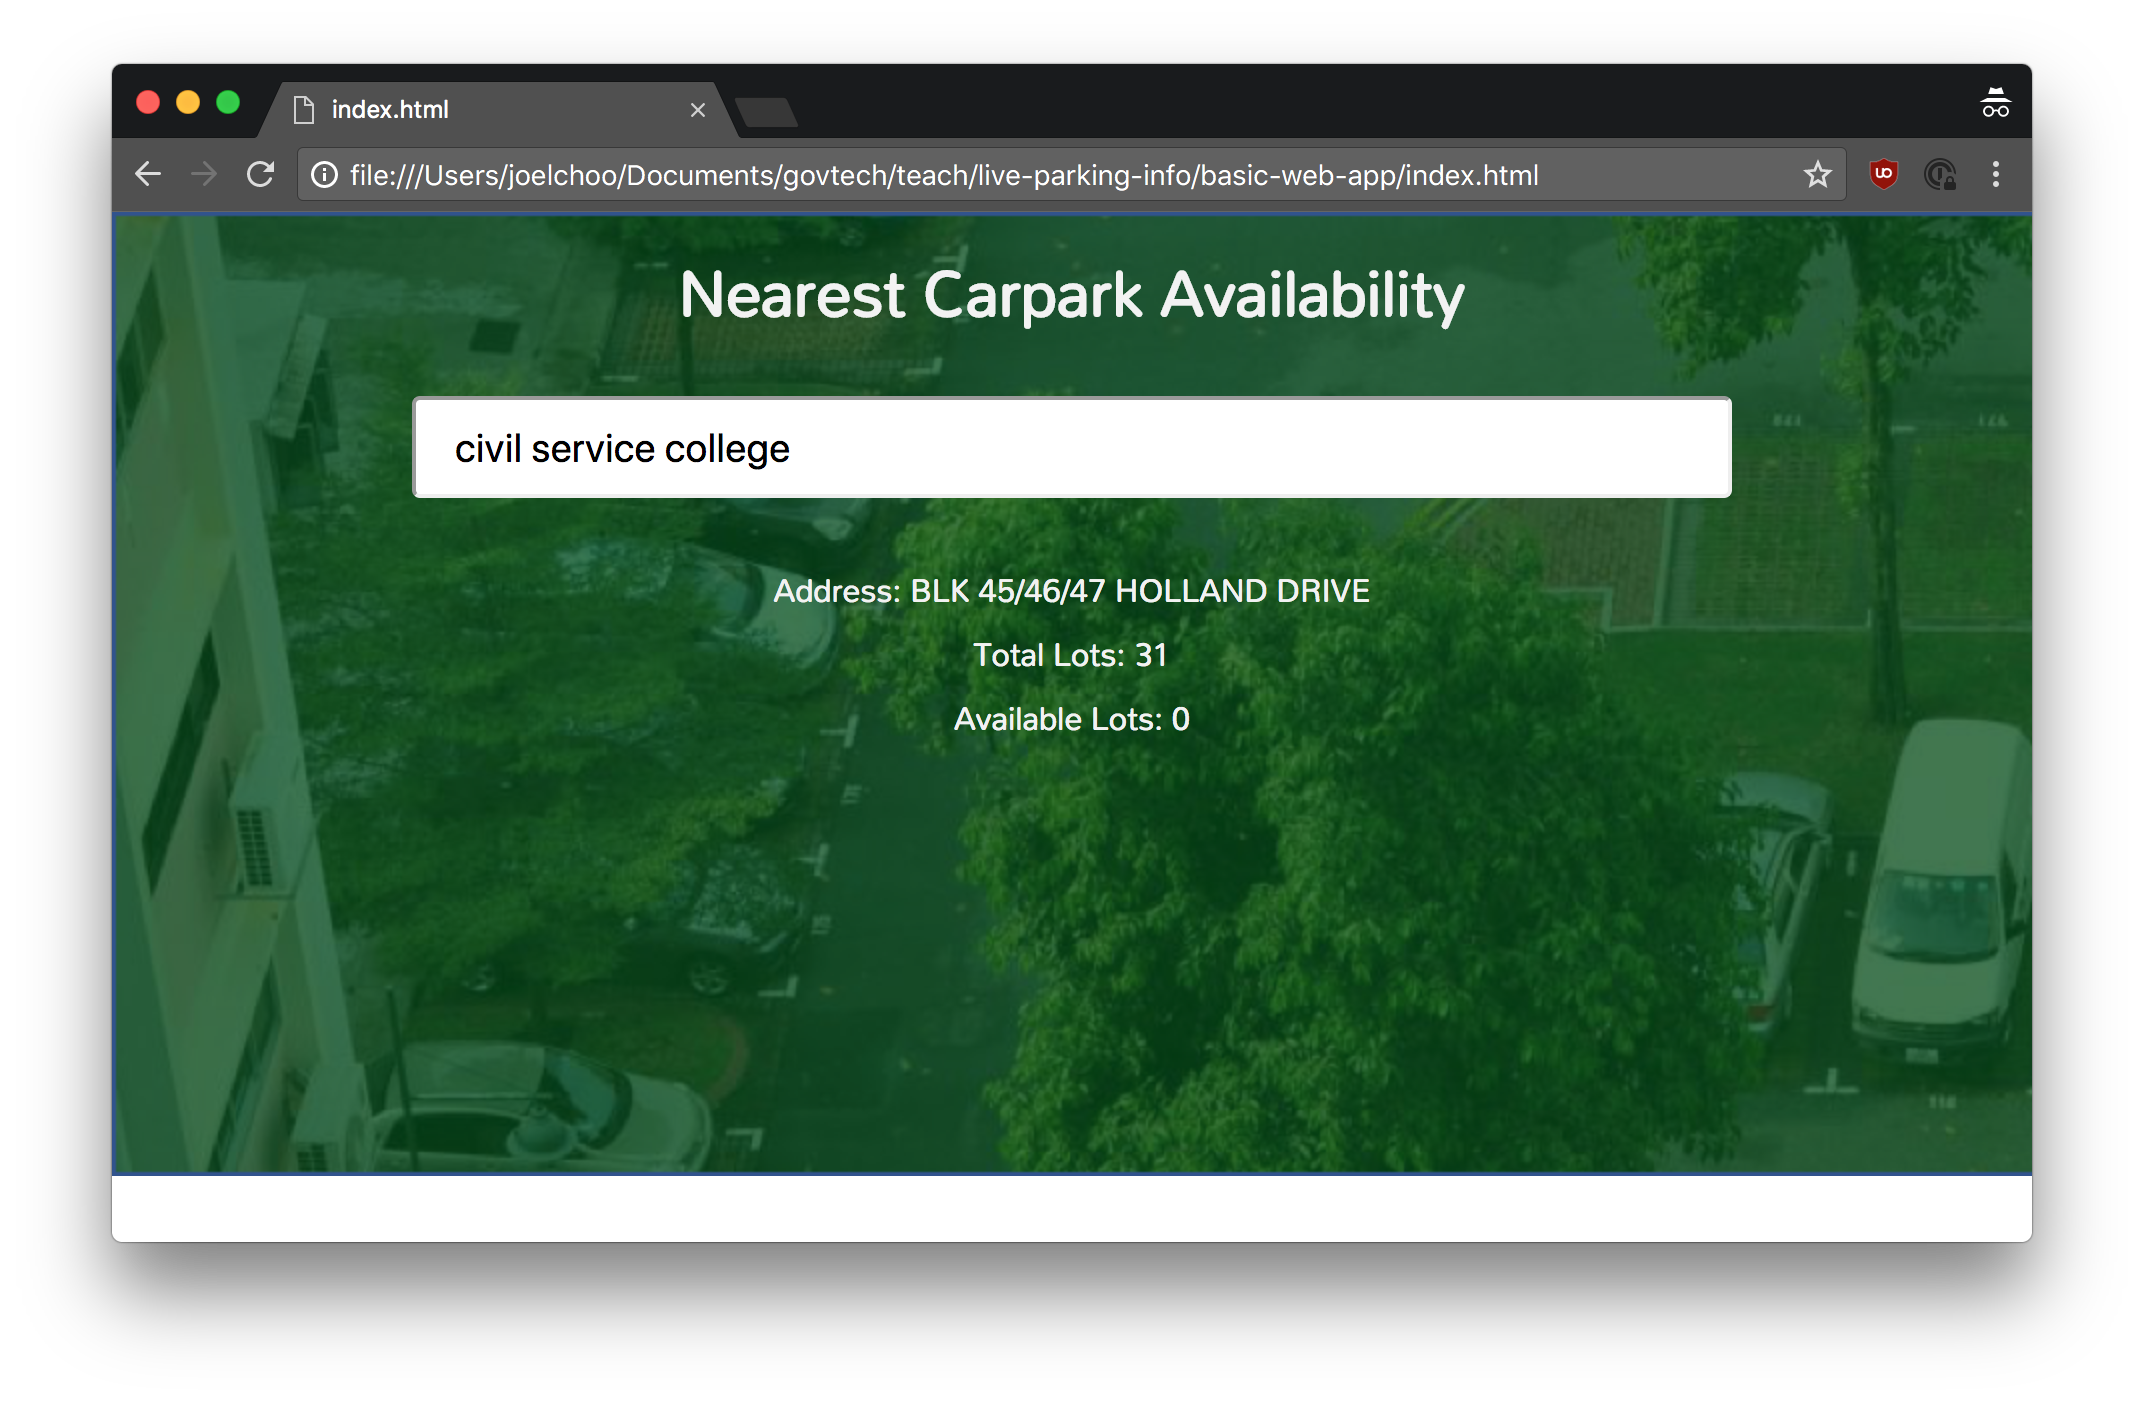 index.html
file:///Users/joelchoo/Documents/govtech/teach/live-parking-info/basic-web-app/index.html
Nearest Carpark Availability
civil service college
Address: BLK 45/46/47 HOLLAND DRIVE
Total Lots: 31
Available Lots: 0